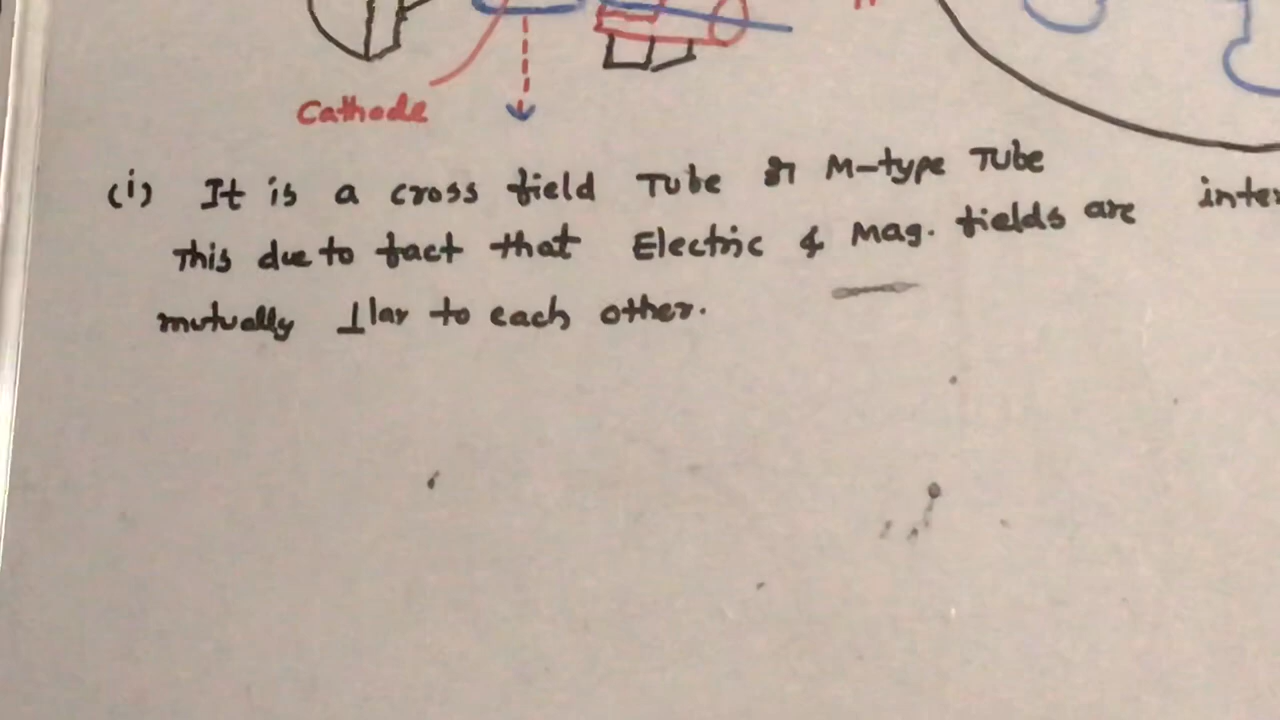 Cathode
(i) It is a cross field Tube or M-type Tube
This due to fact that Electric & Mag. fields are
mutually ⊥lar to each other.